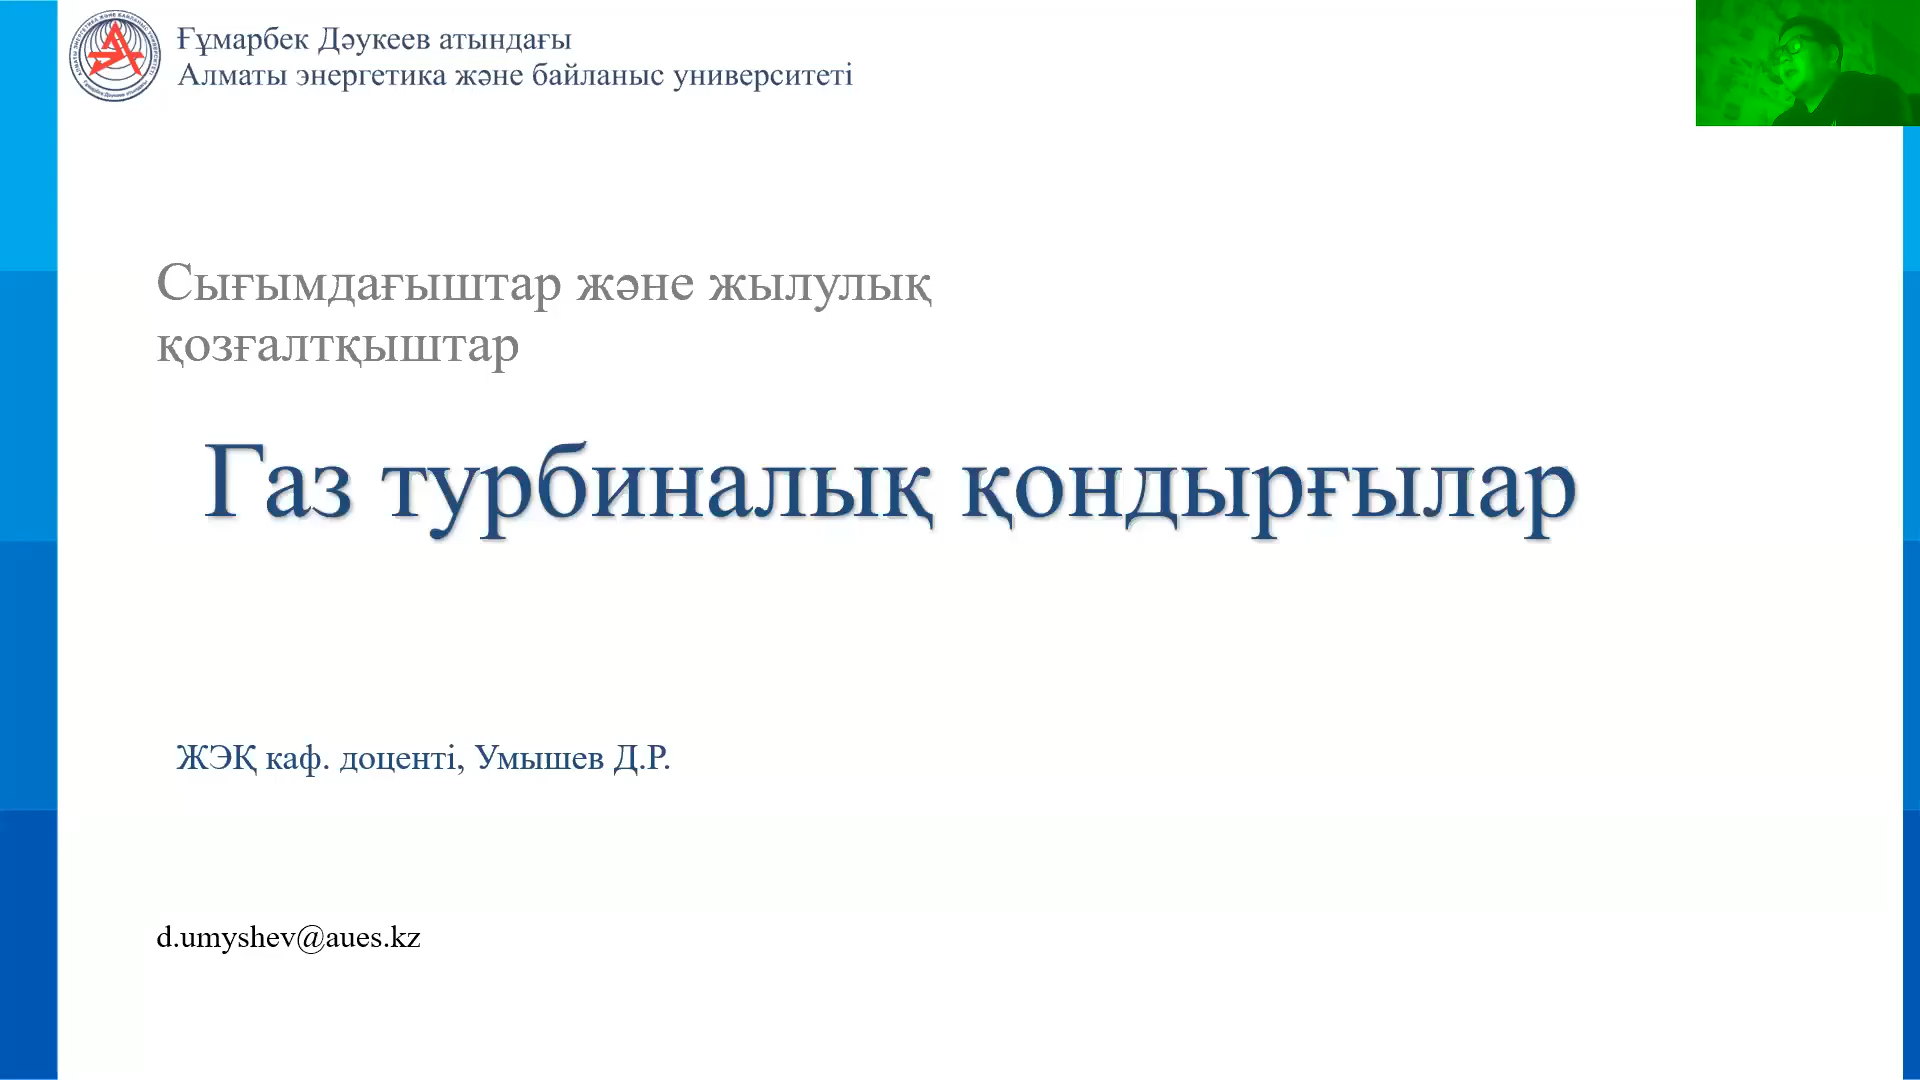 Ғұмарбек Дәукеев атындағы
Алматы энергетика және байланыс университеті
Сығымдағыштар және жылулық
қозғалтқыштар
Газ турбиналық қондырғылар
ЖЭҚ каф. доценті, Умышев Д.Р.
d.umyshev@aues.kz